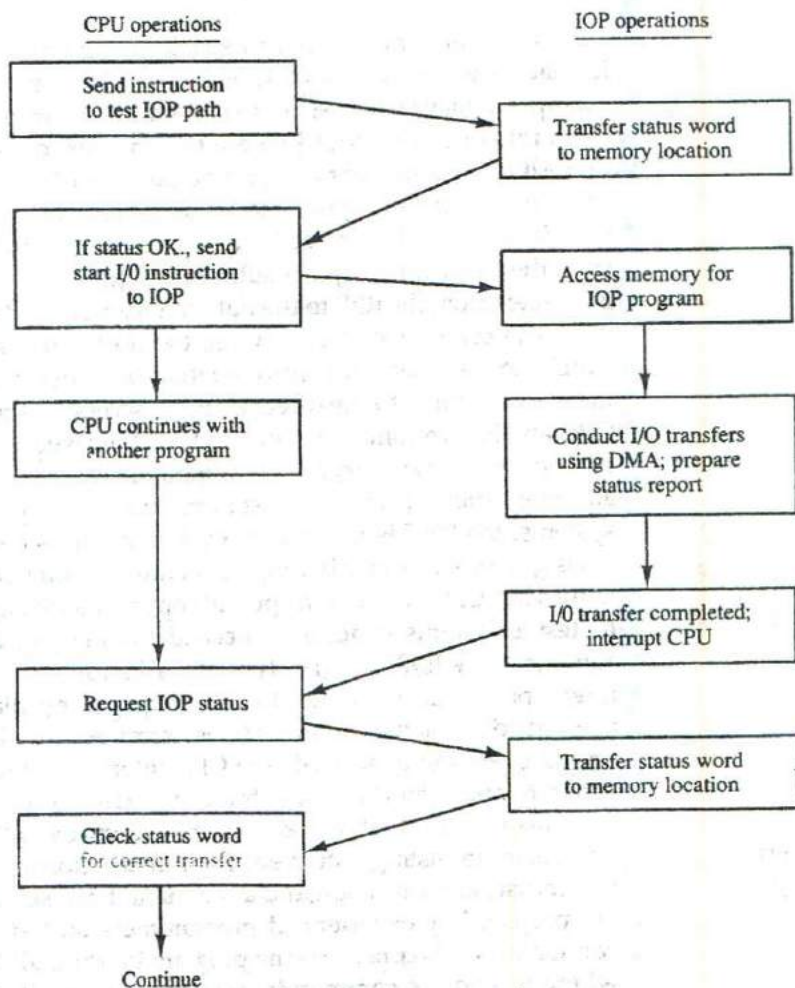 CPU operations
IOP operations
Send instruction
to test IOP path
Transfer status word
to memory location
If status OK., send
start I/0 instruction
to IOP
Access memory for
IOP program
CPU continues with
another program
Conduct I/O transfers
using DMA; prepare
status report
I/0 transfer completed;
interrupt CPU
Request IOP status
Transfer status word
to memory location
Check status word
for correct transfer
Continue